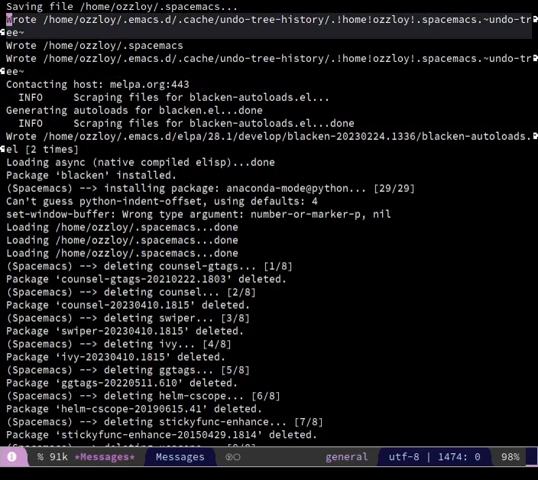 Saving file /home/ozzloy/.spacemacs...
Wrote /home/ozzloy/.emacs.d/.cache/undo-tree-history/.!home!ozzloy!.spacemacs.~undo-tr
ee~
Wrote /home/ozzloy/.spacemacs
Wrote /home/ozzloy/.emacs.d/.cache/undo-tree-history/.!home!ozzloy!.spacemacs.~undo-tr
ee~
Contacting host: melpa.org:443
  INFO     Scraping files for blacken-autoloads.el...
Generating autoloads for blacken.el...done
  INFO     Scraping files for blacken-autoloads.el...done
Wrote /home/ozzloy/.emacs.d/elpa/28.1/develop/blacken-20230224.1336/blacken-autoloads.
el [2 times]
Loading async (native compiled elisp)...done
Package ‘blacken’ installed.
(Spacemacs) --> installing package: anaconda-mode@python... [29/29]
Can’t guess python-indent-offset, using defaults: 4
set-window-buffer: Wrong type argument: number-or-marker-p, nil
Loading /home/ozzloy/.spacemacs...done
Loading /home/ozzloy/.spacemacs...done
Loading /home/ozzloy/.spacemacs...done
(Spacemacs) --> deleting counsel-gtags... [1/8]
Package ‘counsel-gtags-20210222.1803’ deleted.
(Spacemacs) --> deleting counsel... [2/8]
Package ‘counsel-20230410.1815’ deleted.
(Spacemacs) --> deleting swiper... [3/8]
Package ‘swiper-20230410.1815’ deleted.
(Spacemacs) --> deleting ivy... [4/8]
Package ‘ivy-20230410.1815’ deleted.
(Spacemacs) --> deleting ggtags... [5/8]
Package ‘ggtags-20220511.610’ deleted.
(Spacemacs) --> deleting helm-cscope... [6/8]
Package ‘helm-cscope-20190615.41’ deleted.
(Spacemacs) --> deleting stickyfunc-enhance... [7/8]
Package ‘stickyfunc-enhance-20150429.1814’ deleted.
% 91k *Messages* Messages general utf-8 | 1474: 0 98%